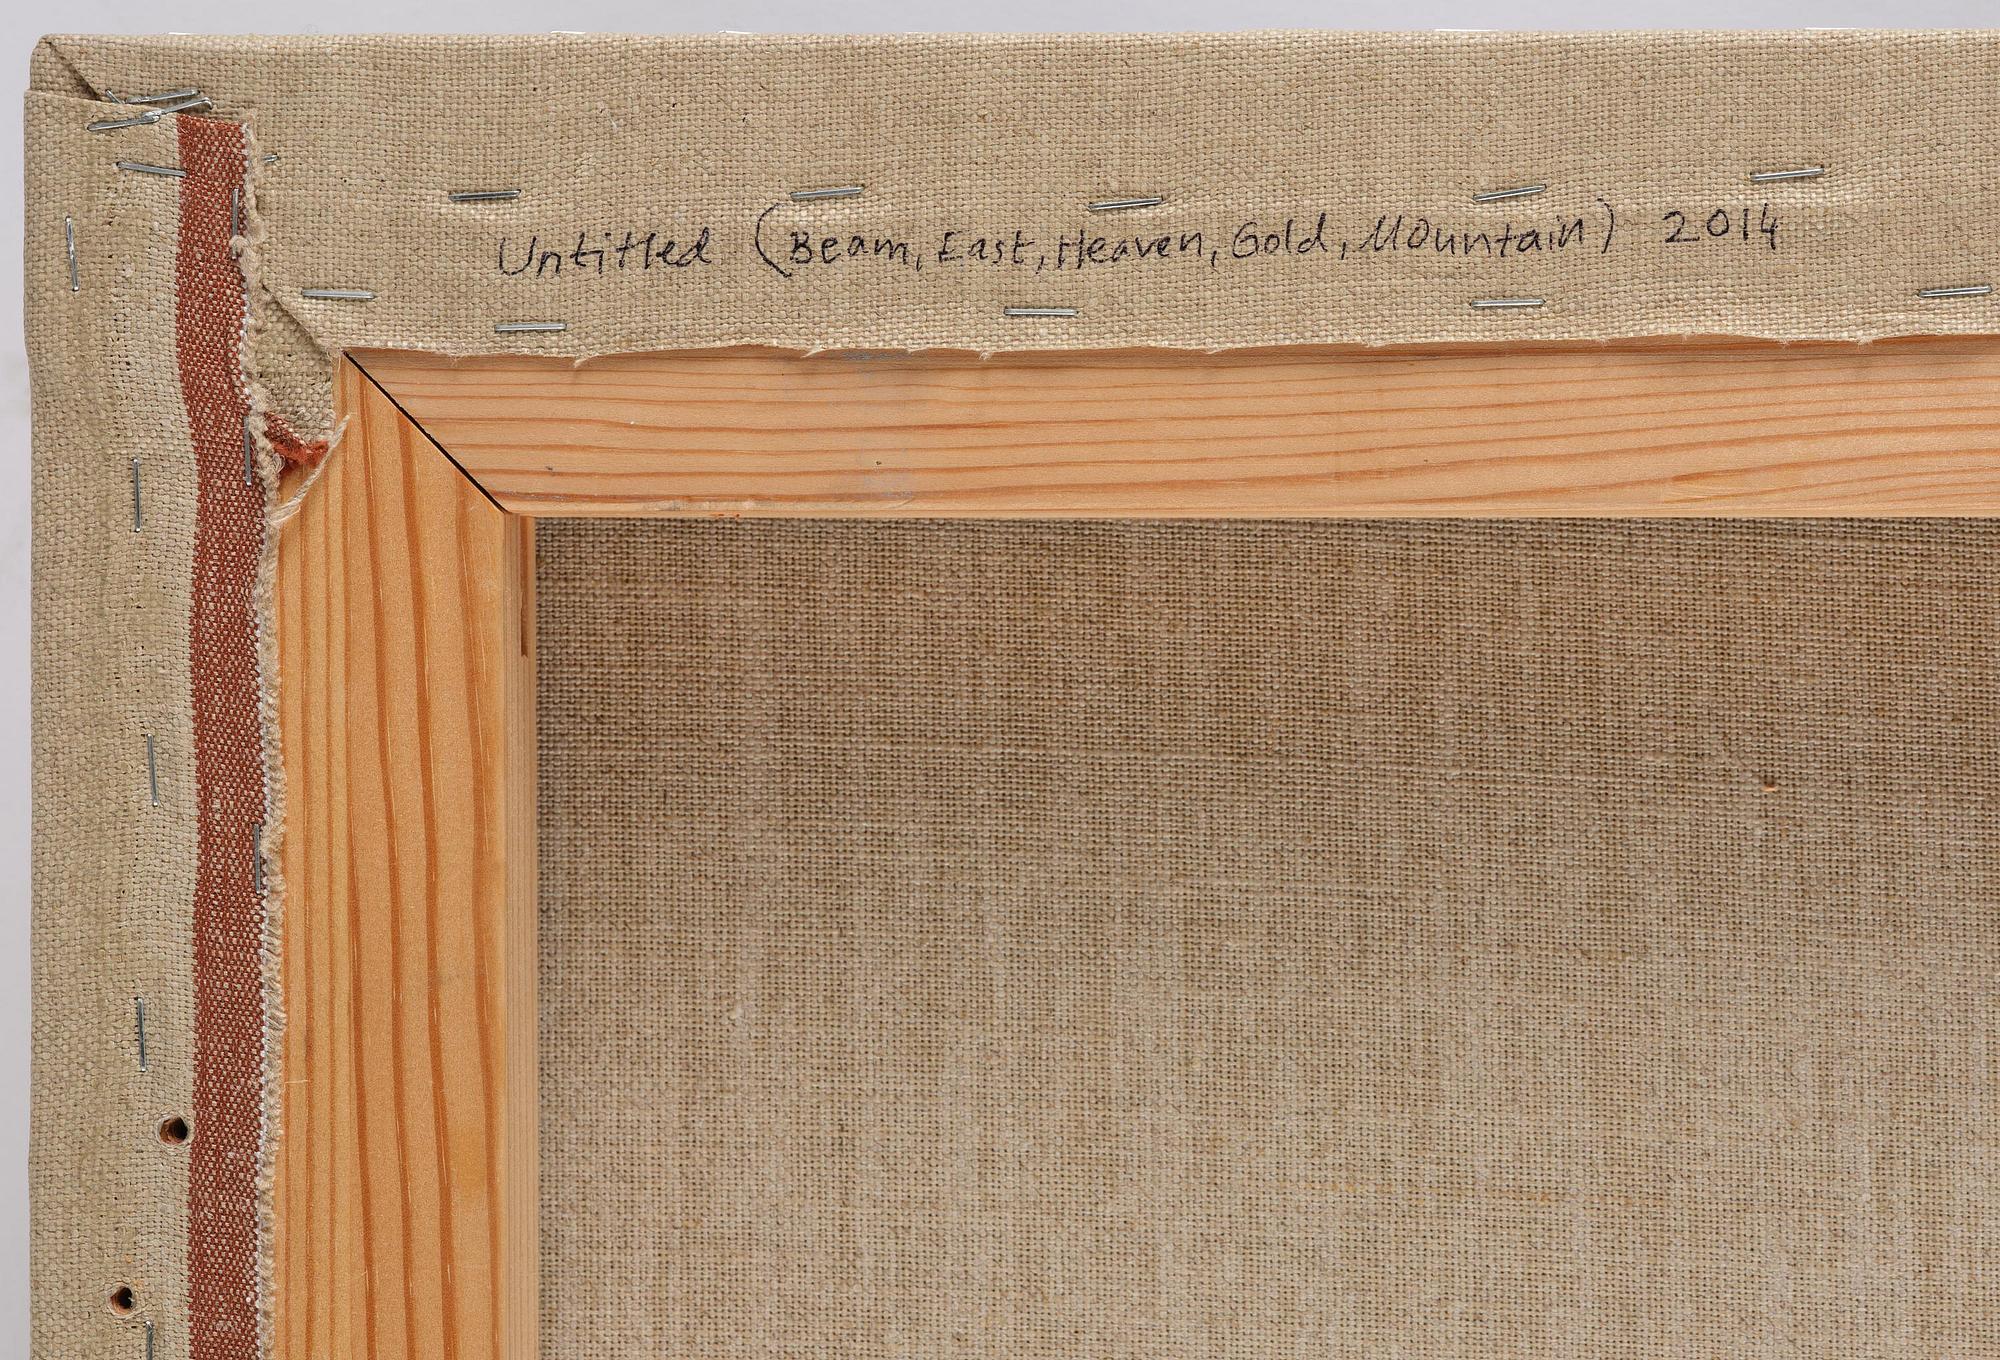 Untitled (Beam, East, Heaven, Gold, Mountain) 2014